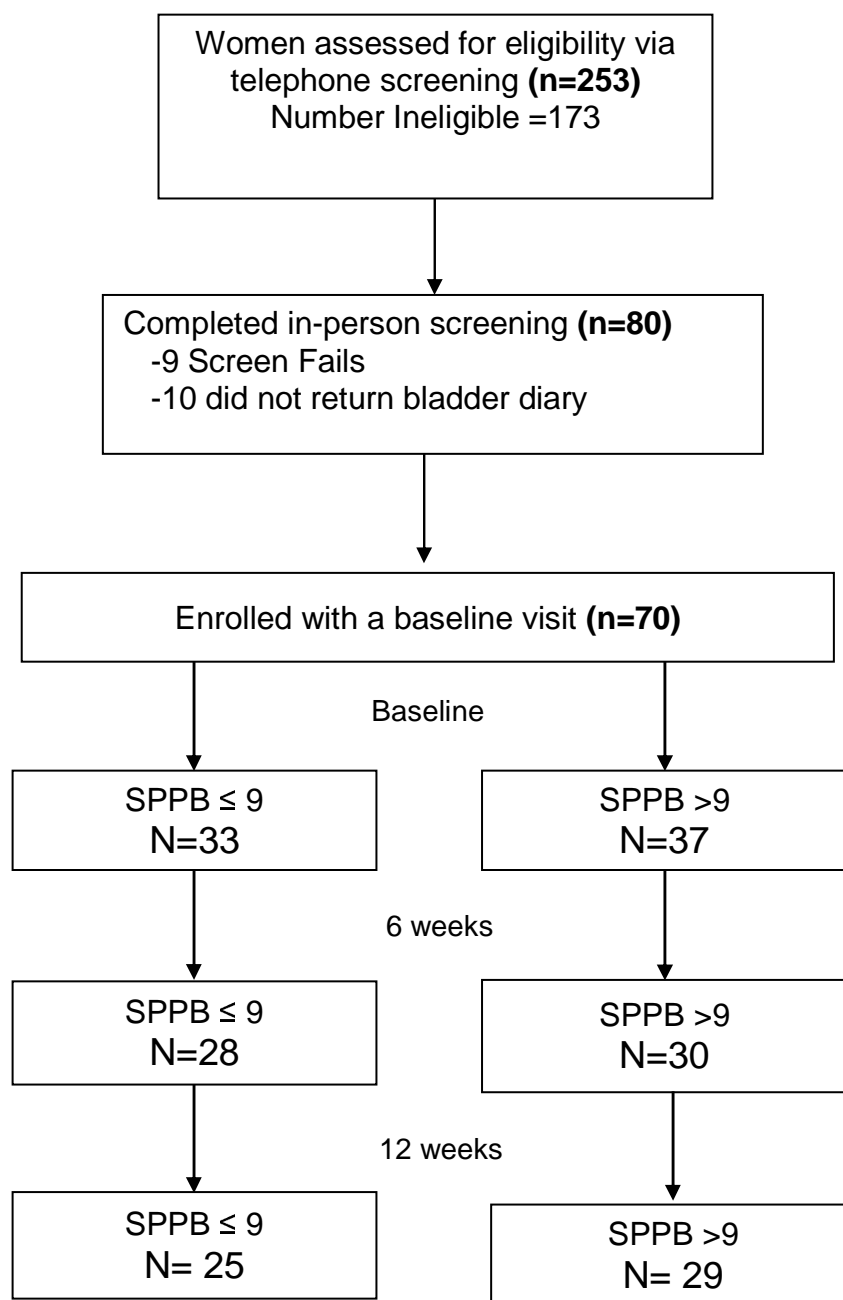 Women assessed for eligibility via
telephone screening (n=253)
Number Ineligible =173
Completed in-person screening (n=80)
-9 Screen Fails
-10 did not return bladder diary
Enrolled with a baseline visit (n=70)
Baseline
SPPB ≤ 9
N=33
SPPB >9
N=37
6 weeks
SPPB ≤ 9
N=28
SPPB >9
N=30
12 weeks
SPPB ≤ 9
N= 25
SPPB >9
N= 29